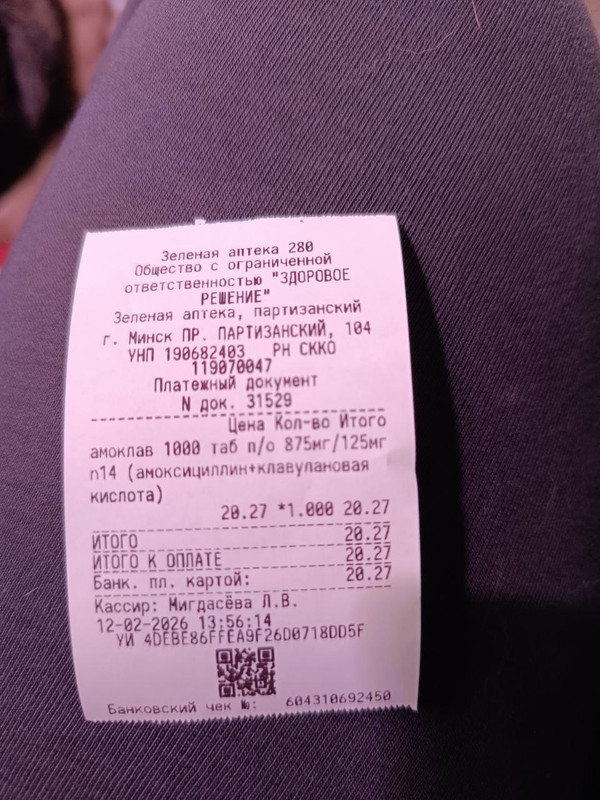 Зеленая аптека 280
Общество с ограниченной
ответственностью "ЗДОРОВОЕ
РЕШЕНИЕ"
Зеленая аптека, партизанский
г. Минск ПР. ПАРТИЗАНСКИЙ, 104
УНП 190682403 РН СККО
119070047
Платежный документ
N док. 31529
Цена Кол-во Итого
амоклав 1000 таб п/о 875мг/125мг
n14 (амоксициллин+клавулановая
кислота)
20.27 *1.000 20.27
ИТОГО 20.27
ИТОГО К ОПЛАТЕ 20.27
Банк. пл. картой: 20.27
Кассир: Мигдасёва Л.В.
12-02-2026 13:56:14
УИ 4DEBE86FFEA9F26D0718DD5F
Банковский чек №: 604310692450